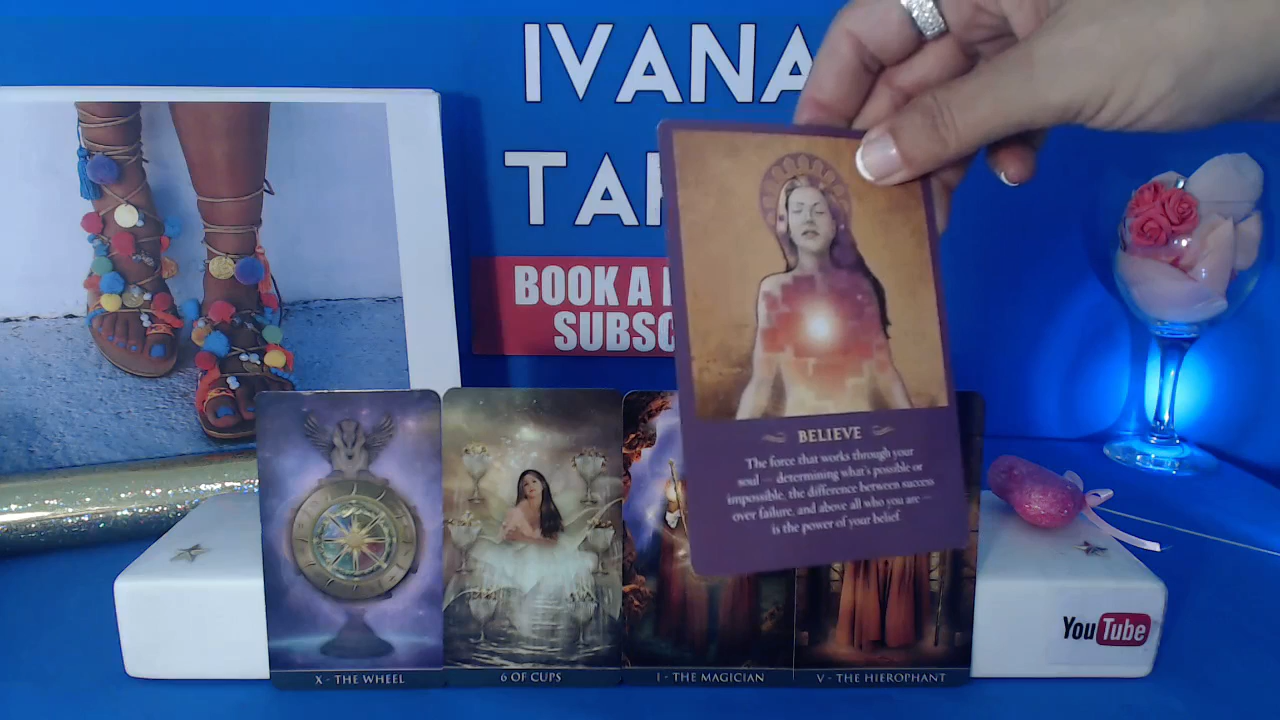 IVANA
TAR
BOOK A
SUBSC
BELIEVE
The force that works through your
soul — determining what's possible or
impossible, the difference between success
over failure, and above all who you are —
is the power of your belief.
X - THE WHEEL
6 OF CUPS
I - THE MAGICIAN
V - THE HIEROPHANT
YouTube